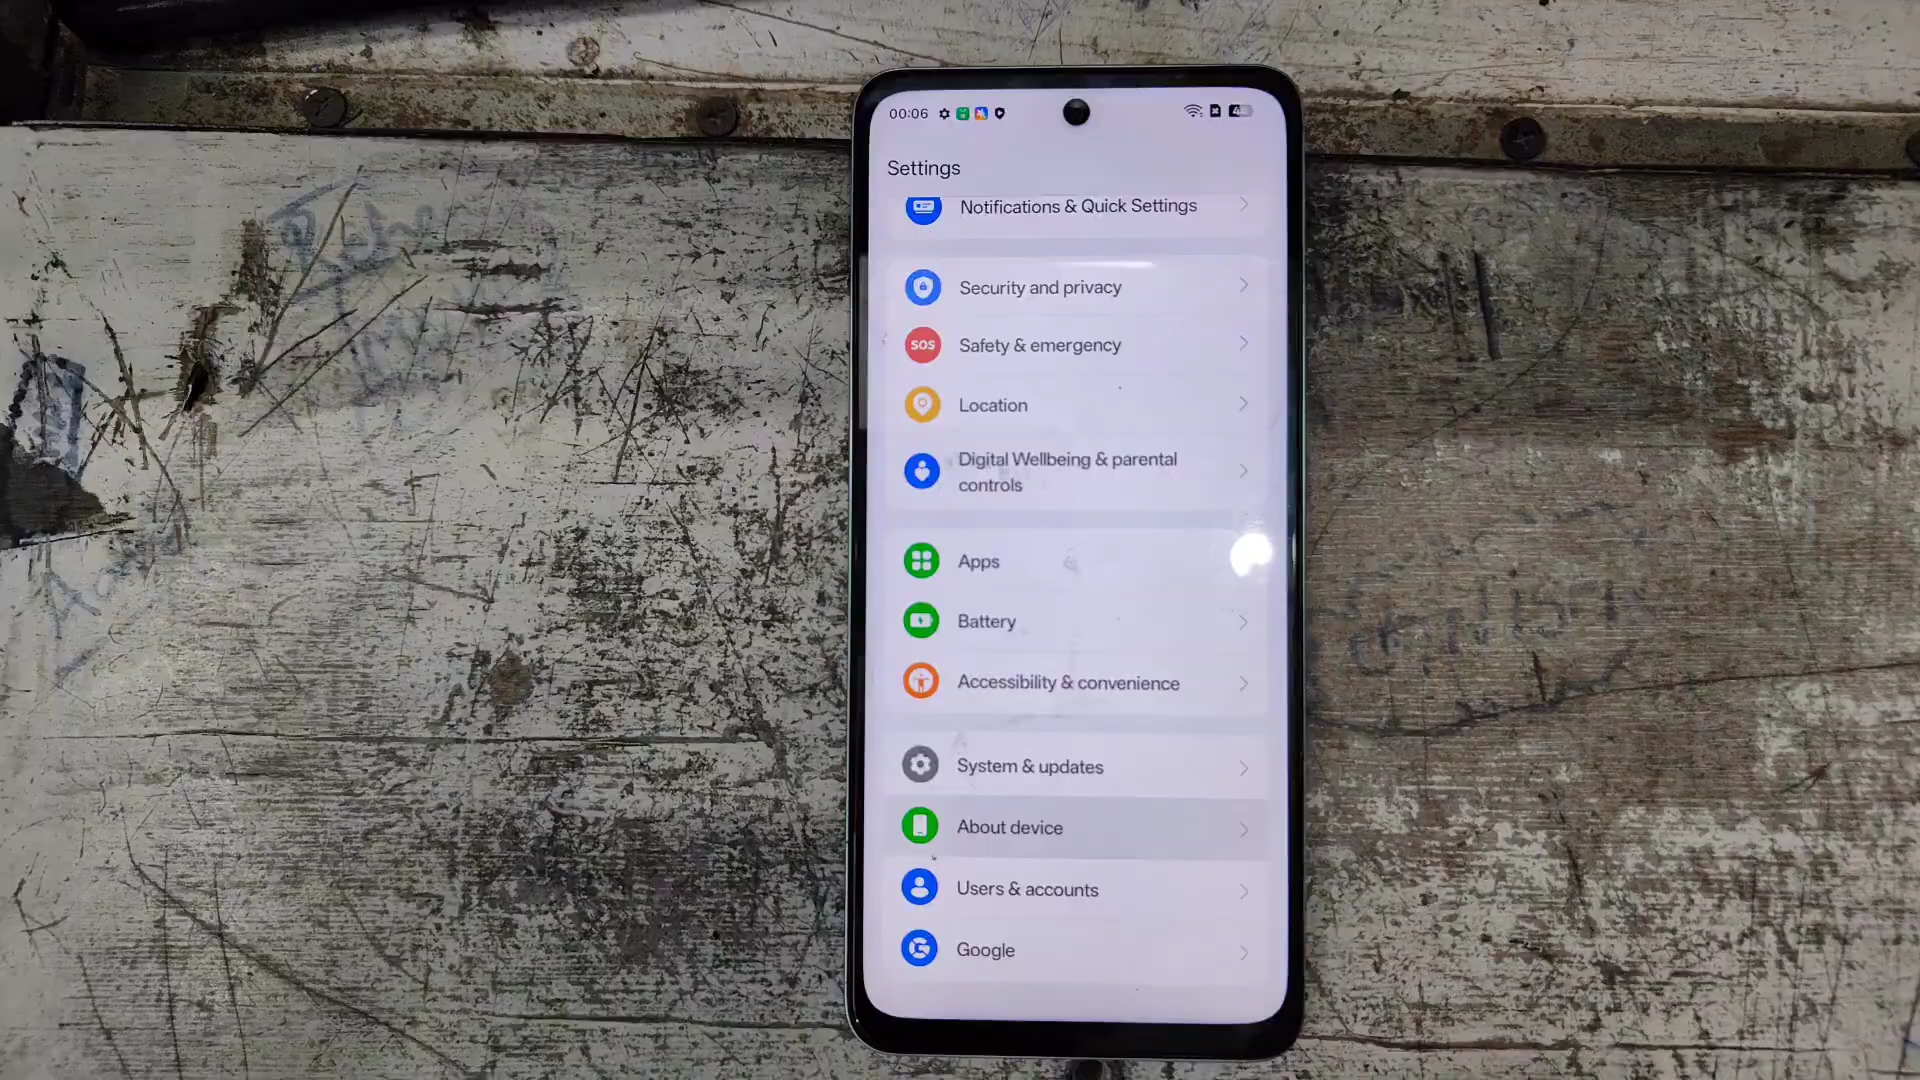 00:06
Settings
Notifications & Quick Settings
Security and privacy
SOS
Safety & emergency
Location
Digital Wellbeing & parental
controls
Apps
Battery
Accessibility & convenience
System & updates
About device
Users & accounts
Google